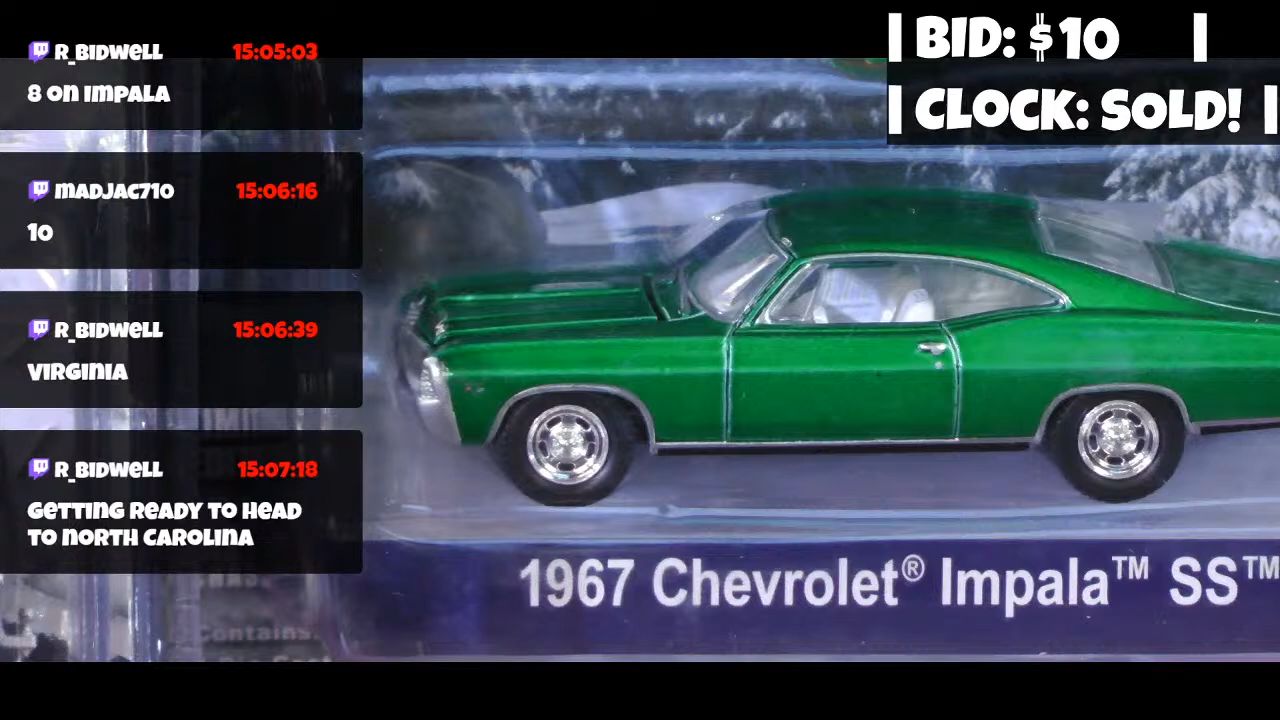 R_BIDWELL 15:05:03
8 ON IMPALA
MADJAC710 15:06:16
10
R_BIDWELL 15:06:39
VIRGINIA
R_BIDWELL 15:07:18
GETTING READY TO HEAD
TO NORTH CAROLINA
| BID: $10 |
| CLOCK: SOLD! |
1967 Chevrolet® Impala™ SS™
Contains: